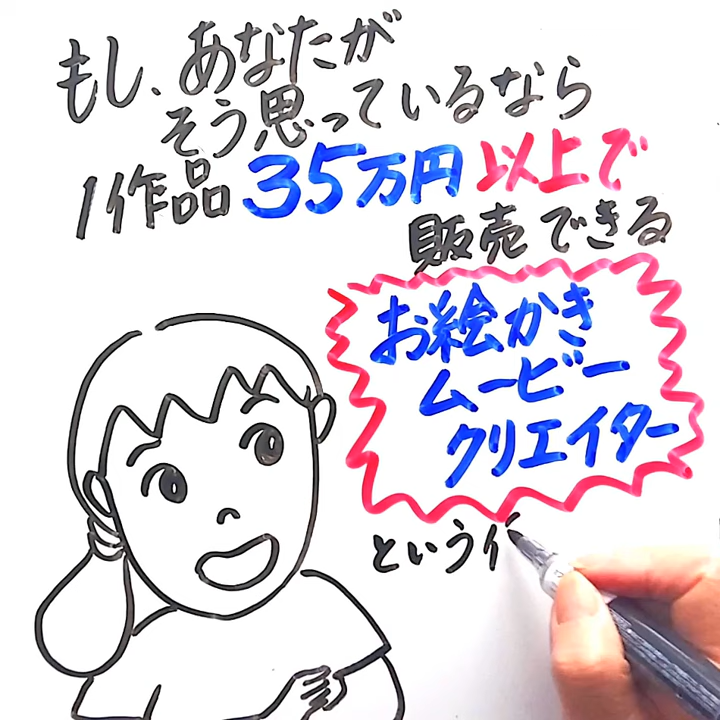 もし、あなたが
そう思っているなら
1作品35万円以上で
販売できる
お絵かき
ムービー
クリエイター
という